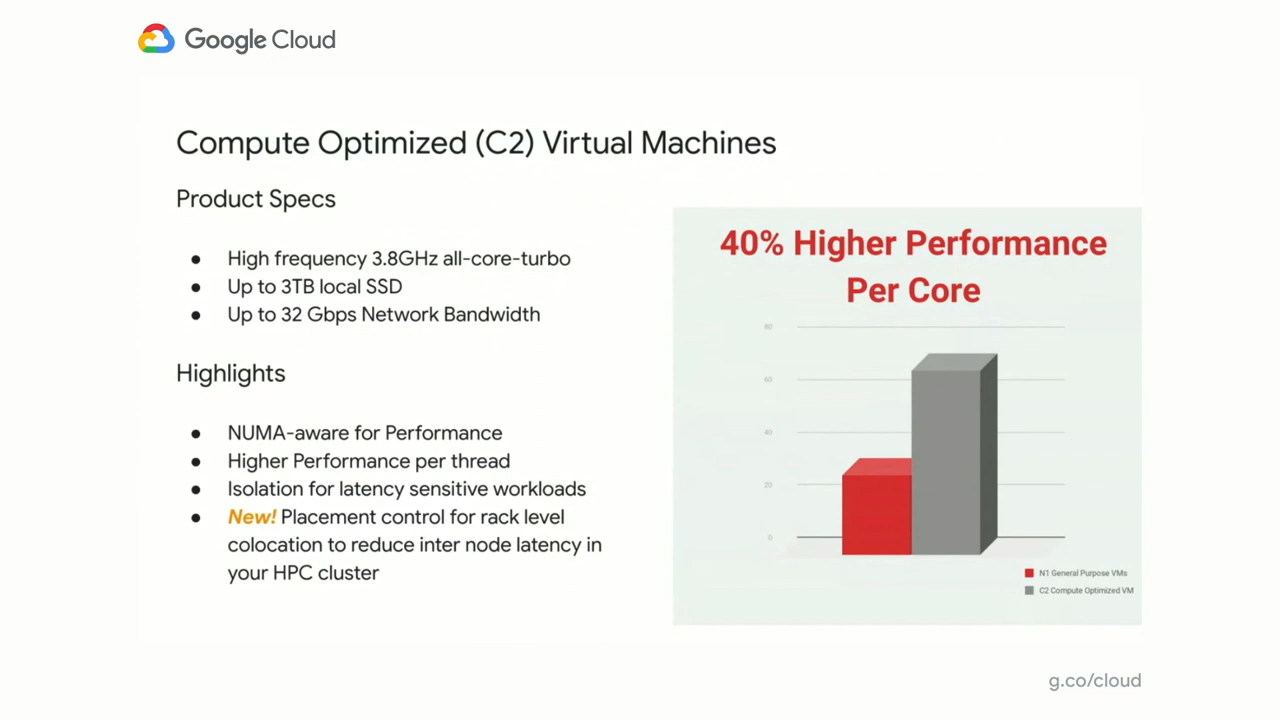 Google Cloud
Compute Optimized (C2) Virtual Machines
Product Specs
● High frequency 3.8GHz all-core-turbo
● Up to 3TB local SSD
● Up to 32 Gbps Network Bandwidth
Highlights
● NUMA-aware for Performance
● Higher Performance per thread
● Isolation for latency sensitive workloads
● New! Placement control for rack level
colocation to reduce inter node latency in
your HPC cluster
40% Higher Performance
Per Core
80
60
40
20
0
N1 General Purpose VMs
C2 Compute Optimized VM
g.co/cloud